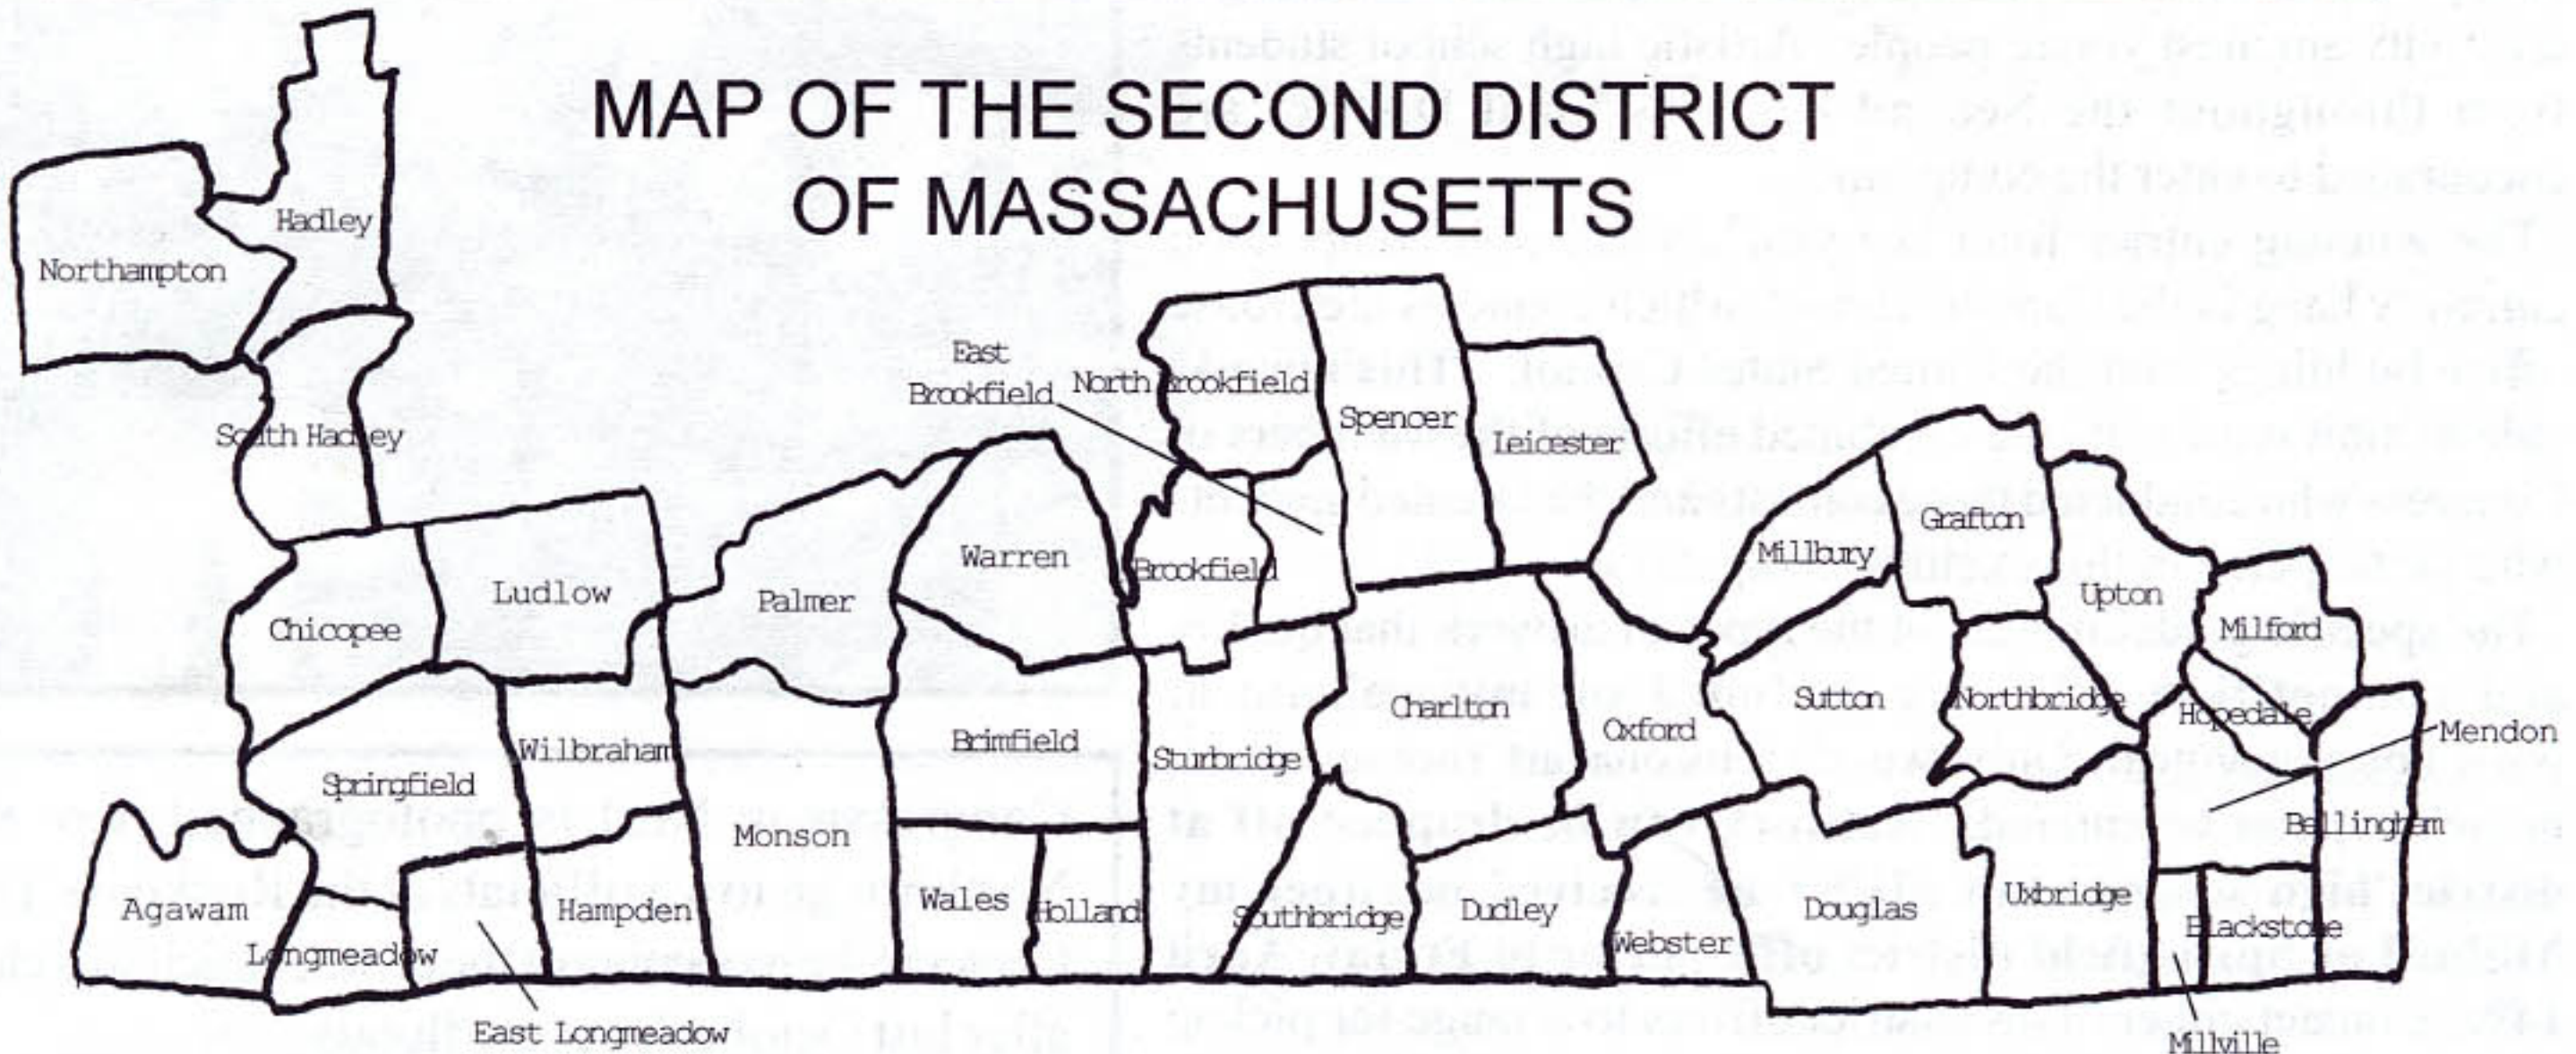 MAP OF THE SECOND DISTRICT
OF MASSACHUSETTS
Hadley
Northampton
South Hadley
East
Brookfield
North Brookfield
Spencer
Leicester
Grafton
Millbury
Warren
Brookfield
Upton
Ludlow
Palmer
Chicopee
Milford
Sutton
Northbridge
Hopedale
Mendon
Charlton
Oxford
Wilbraham
Brimfield
Sturbridge
Springfield
Monson
Bellingham
Agawam
Longmeadow
Hampden
Wales
Holland
Southbridge
Dudley
Webster
Douglas
Uxbridge
Blackstone
East Longmeadow
Millville